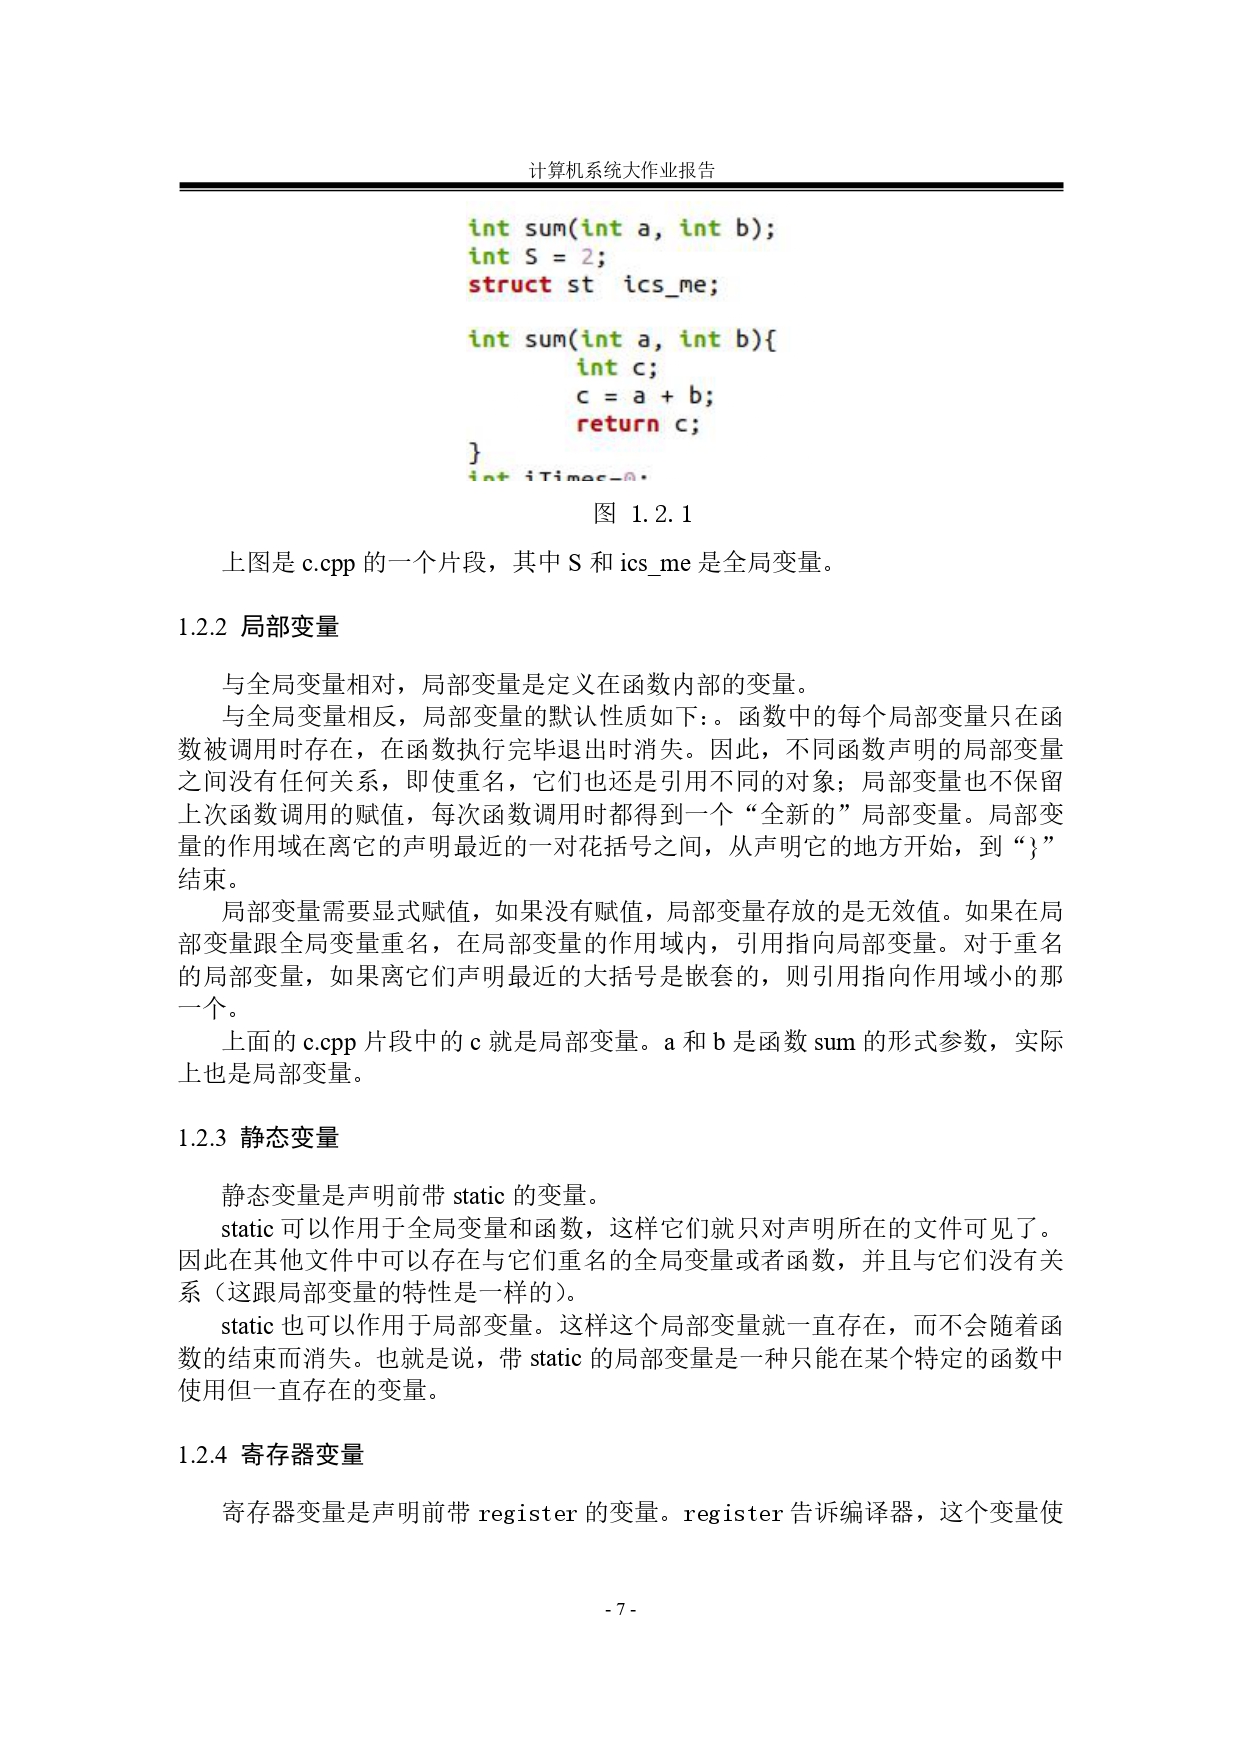 计算机系统大作业报告
int sum(int a, int b);
int S = 2;
struct st  ics_me;
int sum(int a, int b){
int c;
c = a + b;
return c;
}
int iTimes=0;
图 1.2.1
上图是 c.cpp 的一个片段，其中 S 和 ics_me 是全局变量。
1.2.2 局部变量
与全局变量相对，局部变量是定义在函数内部的变量。
与全局变量相反，局部变量的默认性质如下:。函数中的每个局部变量只在函
数被调用时存在，在函数执行完毕退出时消失。因此，不同函数声明的局部变量
之间没有任何关系，即使重名，它们也还是引用不同的对象；局部变量也不保留
上次函数调用的赋值，每次函数调用时都得到一个“全新的”局部变量。局部变
量的作用域在离它的声明最近的一对花括号之间，从声明它的地方开始，到“}”
结束。
局部变量需要显式赋值，如果没有赋值，局部变量存放的是无效值。如果在局
部变量跟全局变量重名，在局部变量的作用域内，引用指向局部变量。对于重名
的局部变量，如果离它们声明最近的大括号是嵌套的，则引用指向作用域小的那
一个。
上面的 c.cpp 片段中的 c 就是局部变量。a 和 b 是函数 sum 的形式参数，实际
上也是局部变量。
1.2.3 静态变量
静态变量是声明前带 static 的变量。
static 可以作用于全局变量和函数，这样它们就只对声明所在的文件可见了。
因此在其他文件中可以存在与它们重名的全局变量或者函数，并且与它们没有关
系（这跟局部变量的特性是一样的）。
static 也可以作用于局部变量。这样这个局部变量就一直存在，而不会随着函
数的结束而消失。也就是说，带 static 的局部变量是一种只能在某个特定的函数中
使用但一直存在的变量。
1.2.4 寄存器变量
寄存器变量是声明前带 register 的变量。register 告诉编译器，这个变量使
- 7 -